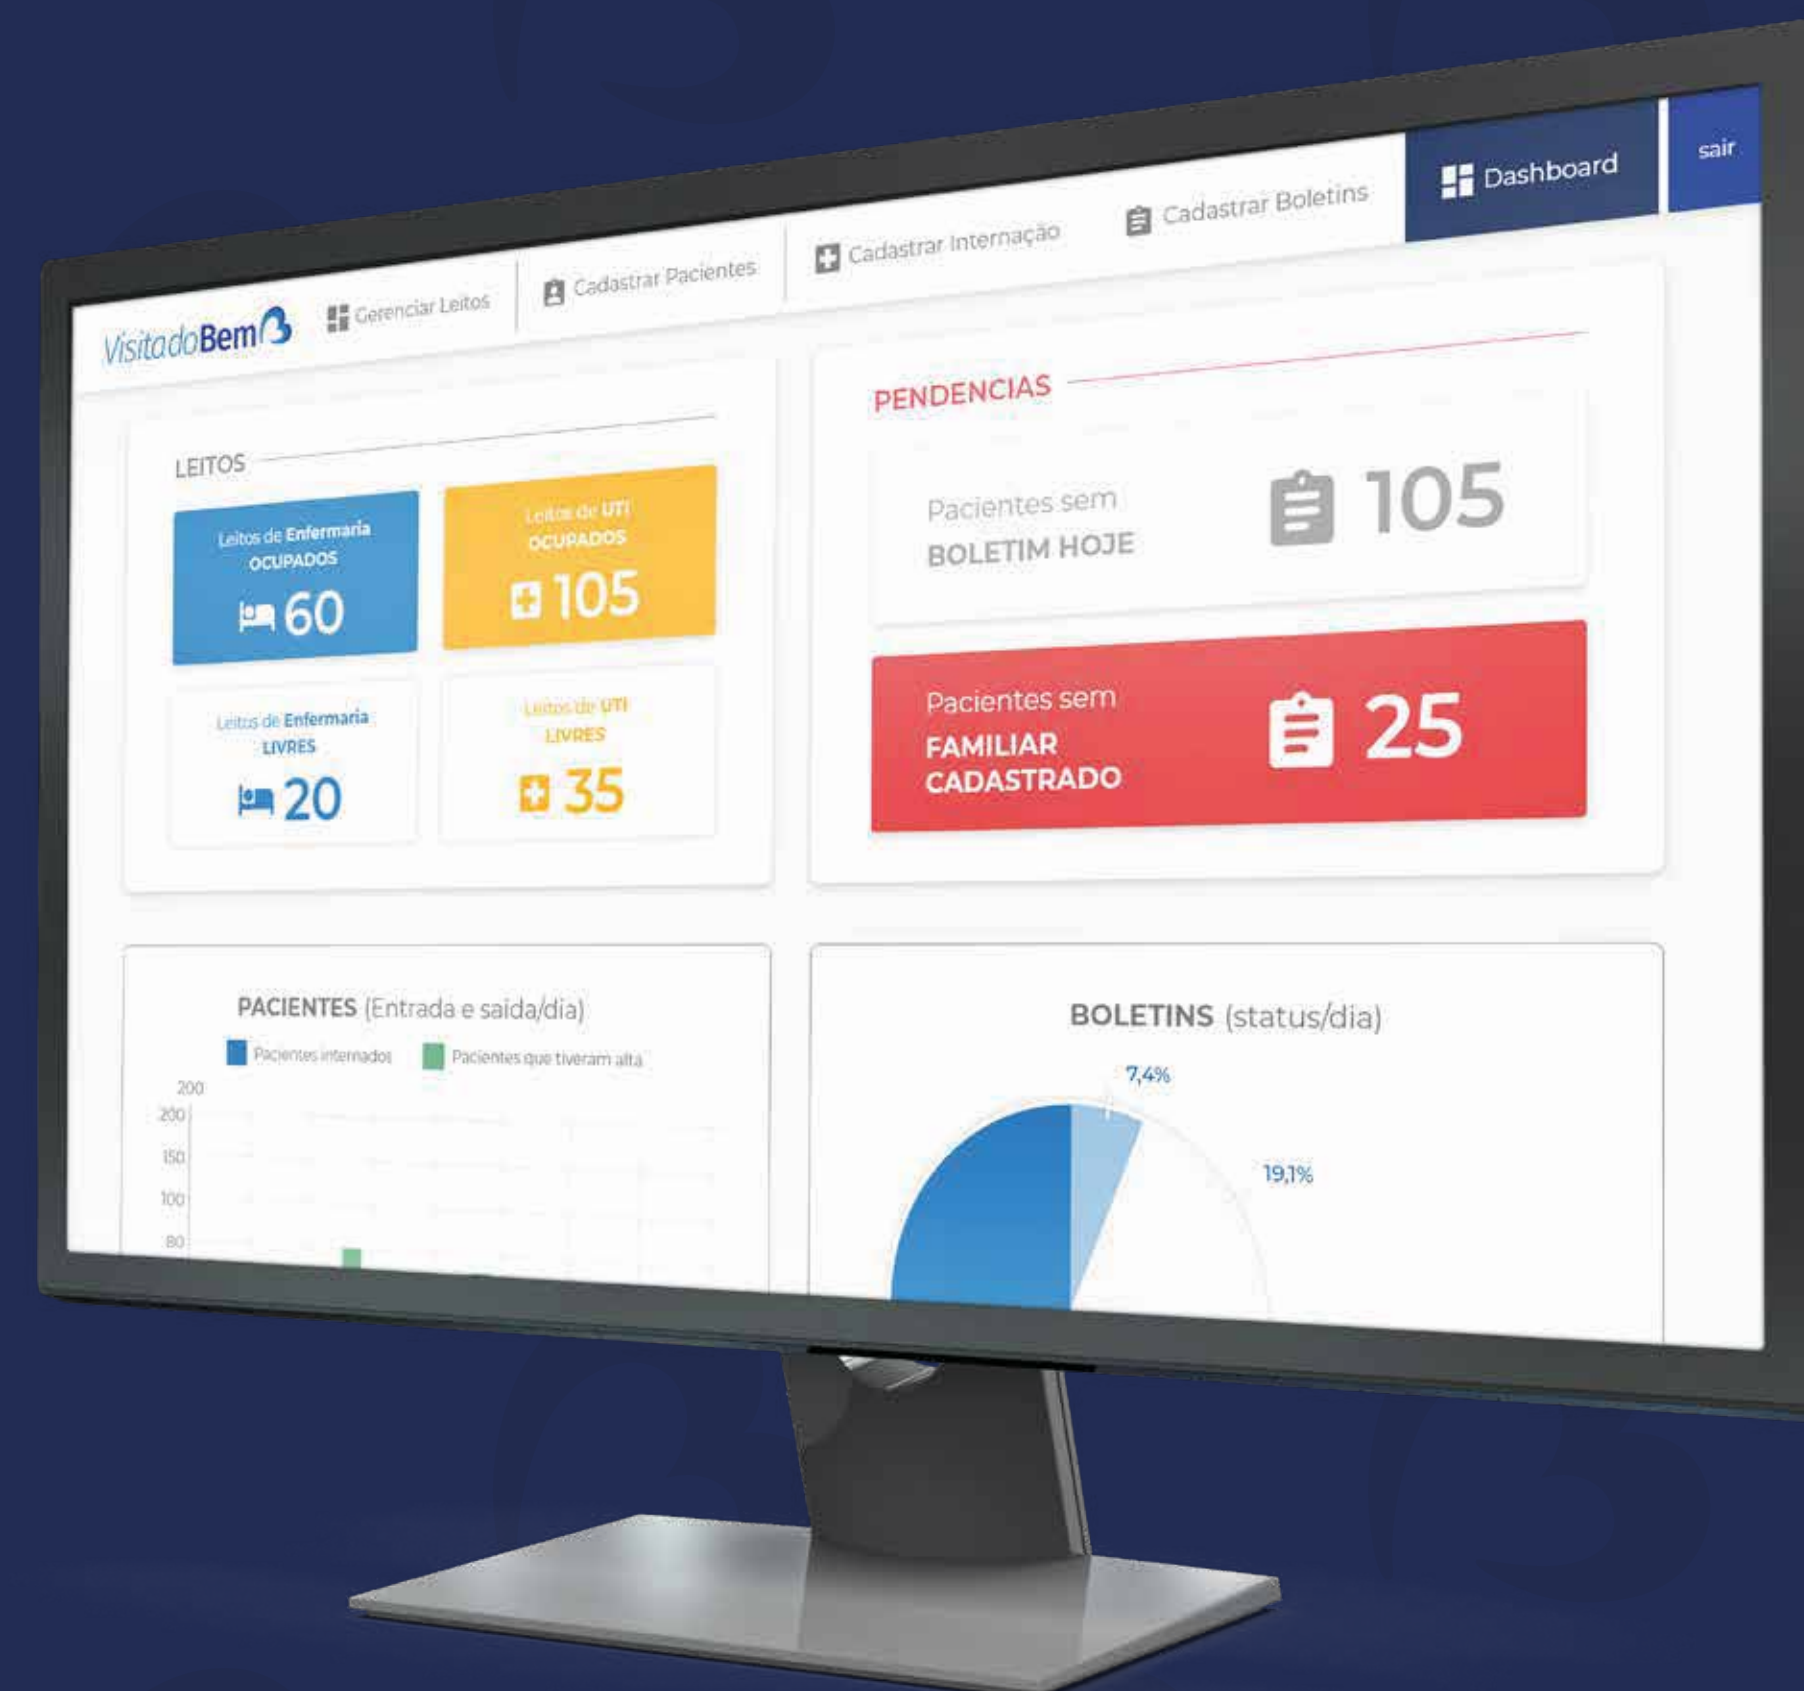 VisitadoBem
Gerenciar Leitos
Cadastrar Pacientes
Cadastrar Internação
Cadastrar Boletins
Dashboard
sair
LEITOS
Leitos de Enfermaria
OCUPADOS
60
Leitos de UTI
OCUPADOS
105
Leitos de Enfermaria
LIVRES
20
Leitos de UTI
LIVRES
35
PENDENCIAS
Pacientes sem
BOLETIM HOJE
105
Pacientes sem
FAMILIAR
CADASTRADO
25
PACIENTES (Entrada e saida/dia)
Pacientes internados
Pacientes que tiveram alta
200
200
150
100
80
BOLETINS (status/dia)
7,4%
19,1%